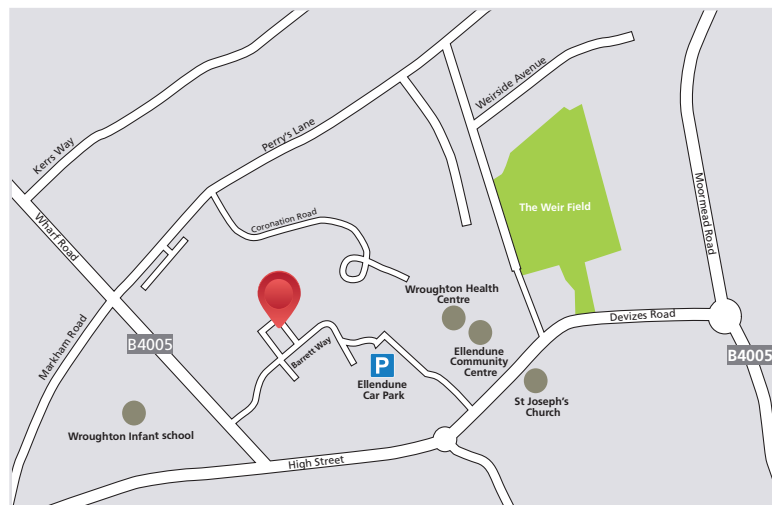 Weirside Avenue
Perry's Lane
Kerrs Way
The Weir Field
Moormead Road
Coronation Road
Wharf Road
Wroughton Health
Centre
Devizes Road
Markham Road
B4005
Barrett Way
P
Ellendune
Car Park
Ellendune
Community
Centre
B4005
St Joseph's
Church
Wroughton Infant school
High Street